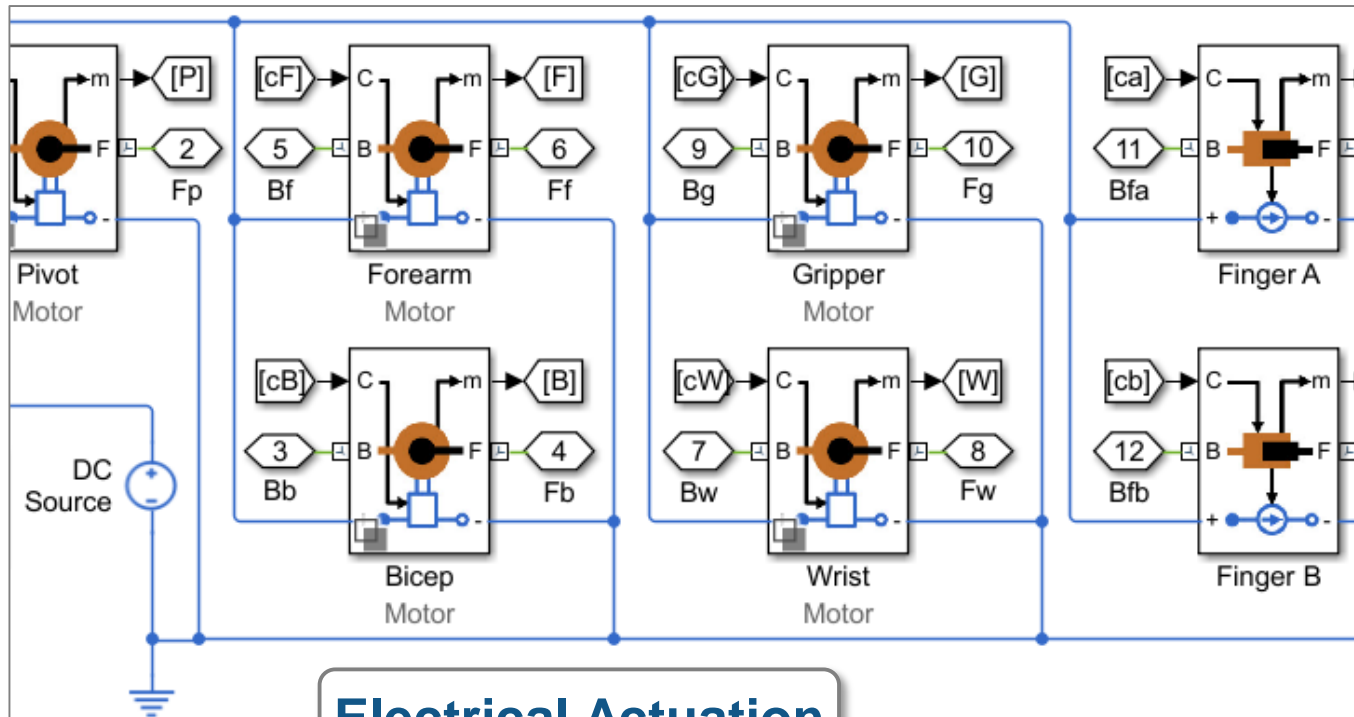 m [P]
F 2
Fp
-
Pivot
Motor
[cF] C m [F]
5 B F 6
Bf Ff
-
Forearm
Motor
[cG] C m [G]
9 B F 10
Bg Fg
-
Gripper
Motor
[ca] C m
11 B F
Bfa
+ -
Finger A
[cB] C m [B]
3 B F 4
Bb Fb
-
Bicep
Motor
[cW] C m [W]
7 B F 8
Bw Fw
-
Wrist
Motor
[cb] C m
12 B F
Bfb
+ -
Finger B
DC
Source
+
-
Electrical Actuation